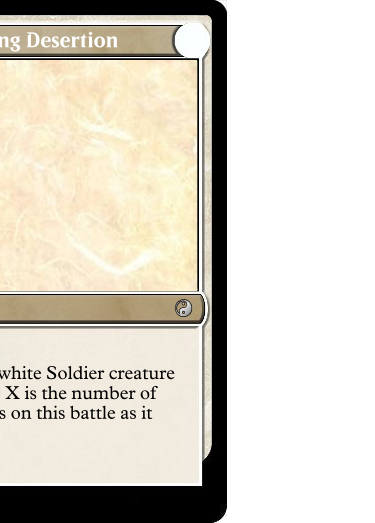 ng Desertion
white Soldier creature
X is the number of
s on this battle as it